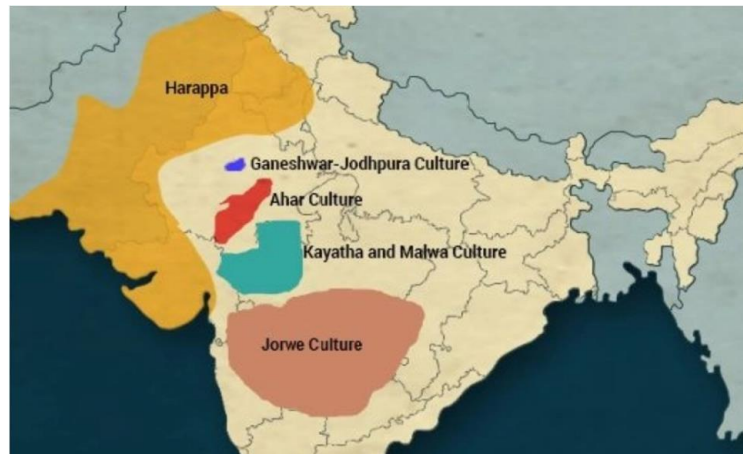 Harappa
Ganeshwar-Jodhpura Culture
Ahar Culture
Kayatha and Malwa Culture
Jorwe Culture